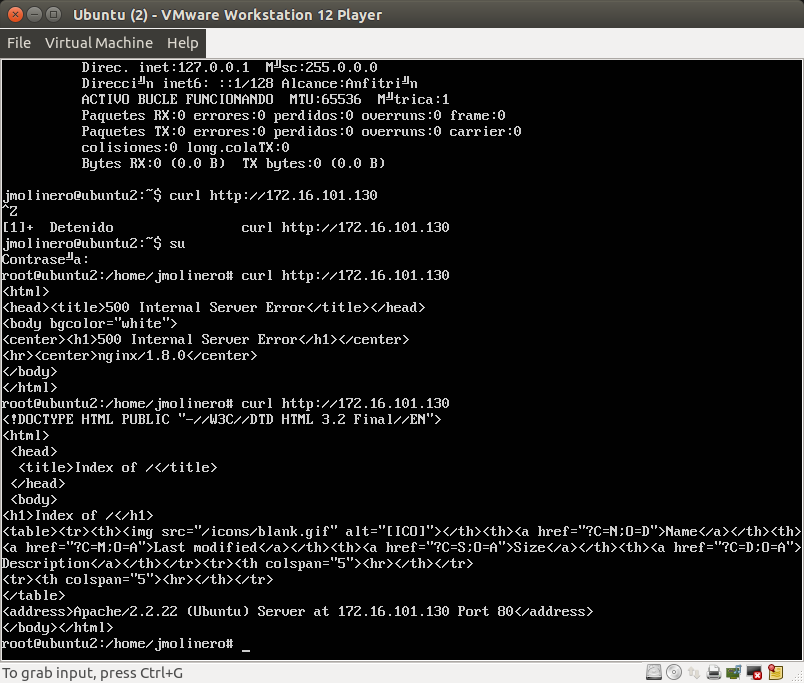 Ubuntu (2) - VMware Workstation 12 Player
File Virtual Machine Help
Direc. inet:127.0.0.1 M╝sc:255.0.0.0
Direcci╝n inet6: ::1/128 Alcance:Anfitri╝n
ACTIVO BUCLE FUNCIONANDO MTU:65536 M╝trica:1
Paquetes RX:0 errores:0 perdidos:0 overruns:0 frame:0
Paquetes TX:0 errores:0 perdidos:0 overruns:0 carrier:0
colisiones:0 long.colaTX:0
Bytes RX:0 (0.0 B) TX bytes:0 (0.0 B)
jmolinero@ubuntu2:~$ curl http://172.16.101.130
^Z
[1]+ Detenido curl http://172.16.101.130
jmolinero@ubuntu2:~$ su
Contrase╝a:
root@ubuntu2:/home/jmolinero# curl http://172.16.101.130
<html>
<head><title>500 Internal Server Error</title></head>
<body bgcolor="white">
<center><h1>500 Internal Server Error</h1></center>
<hr><center>nginx/1.8.0</center>
</body>
</html>
root@ubuntu2:/home/jmolinero# curl http://172.16.101.130
<!DOCTYPE HTML PUBLIC "-//W3C//DTD HTML 3.2 Final//EN">
<html>
<head>
<title>Index of /</title>
</head>
<body>
<h1>Index of /</h1>
<table><tr><th><img src="/icons/blank.gif" alt="[ICO]"></th><th><a href="?C=N;O=D">Name</a></th><th>
<a href="?C=M;O=A">Last modified</a></th><th><a href="?C=S;O=A">Size</a></th><th><a href="?C=D;O=A">
Description</a></th></tr><tr><th colspan="5"><hr></th></tr>
<tr><th colspan="5"><hr></th></tr>
</table>
<address>Apache/2.2.22 (Ubuntu) Server at 172.16.101.130 Port 80</address>
</body></html>
root@ubuntu2:/home/jmolinero# _
To grab input, press Ctrl+G